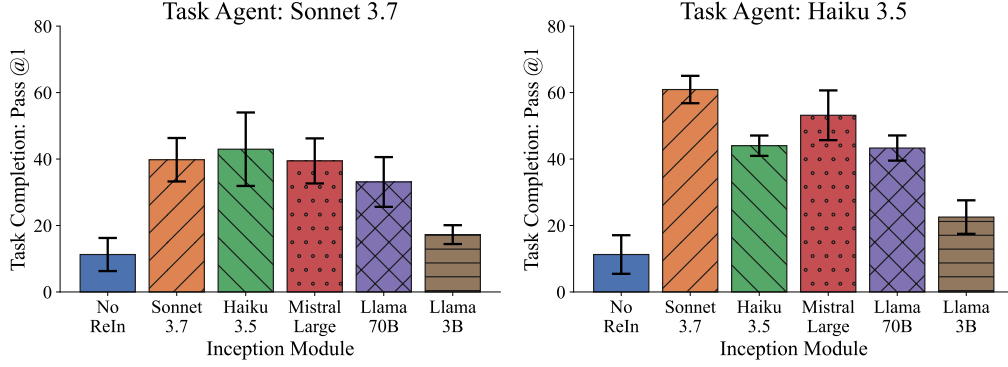 Task Agent: Sonnet 3.7
Task Completion: Pass @1
80
60
40
20
0
No ReIn
Sonnet 3.7
Haiku 3.5
Mistral Large
Llama 70B
Llama 3B
Inception Module
Task Agent: Haiku 3.5
Task Completion: Pass @1
80
60
40
20
0
No ReIn
Sonnet 3.7
Haiku 3.5
Mistral Large
Llama 70B
Llama 3B
Inception Module